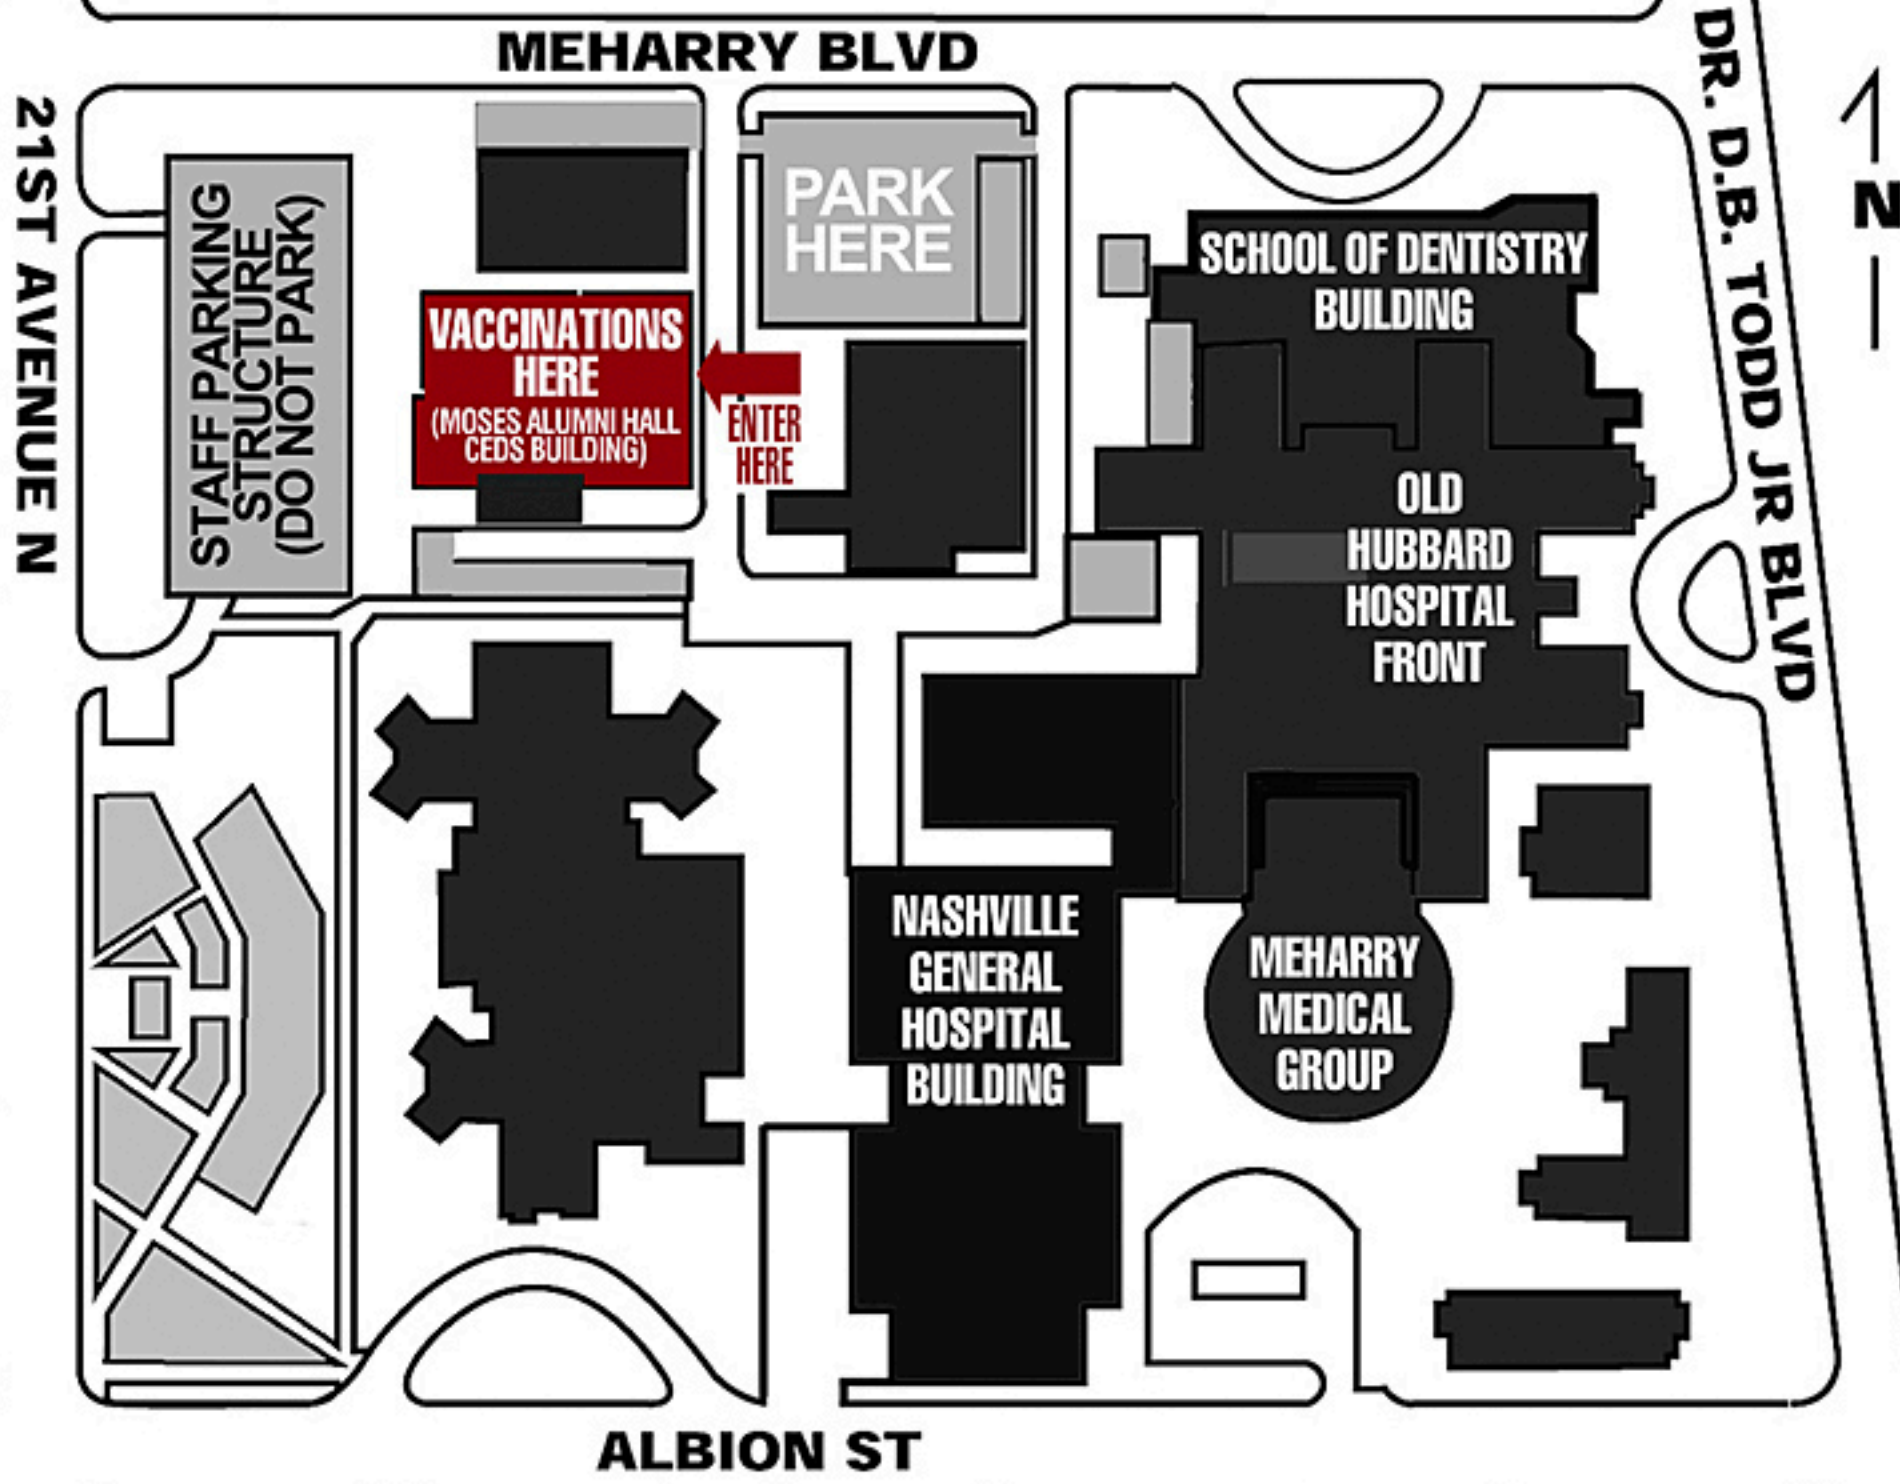 MEHARRY BLVD
DR. D.B. TODD JR BLVD
21ST AVENUE N
N
STAFF PARKING
STRUCTURE
(DO NOT PARK)
PARK
HERE
VACCINATIONS
HERE
(MOSES ALUMNI HALL
CEDS BUILDING)
ENTER
HERE
SCHOOL OF DENTISTRY
BUILDING
OLD
HUBBARD
HOSPITAL
FRONT
NASHVILLE
GENERAL
HOSPITAL
BUILDING
MEHARRY
MEDICAL
GROUP
ALBION ST